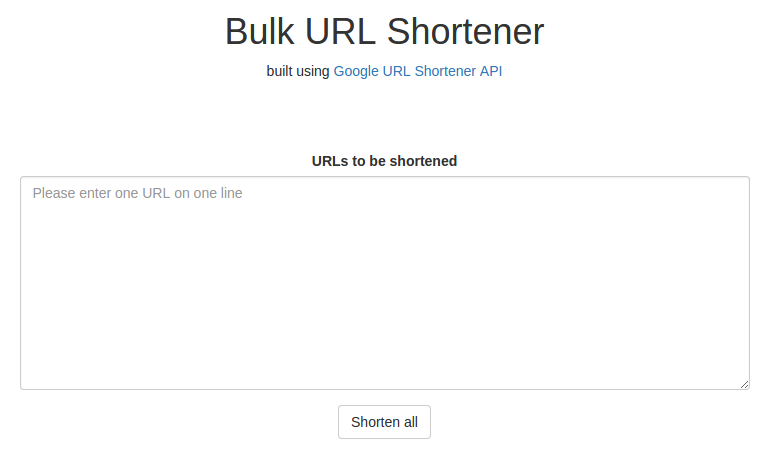 Bulk URL Shortener
built using Google URL Shortener API
URLs to be shortened
Please enter one URL on one line
Shorten all